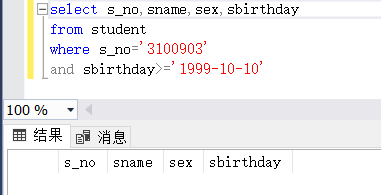 select s_no,sname,sex,sbirthday
from student
where s_no='3100903'
and sbirthday>='1999-10-10'
100 %
结果 消息
s_no sname sex sbirthday